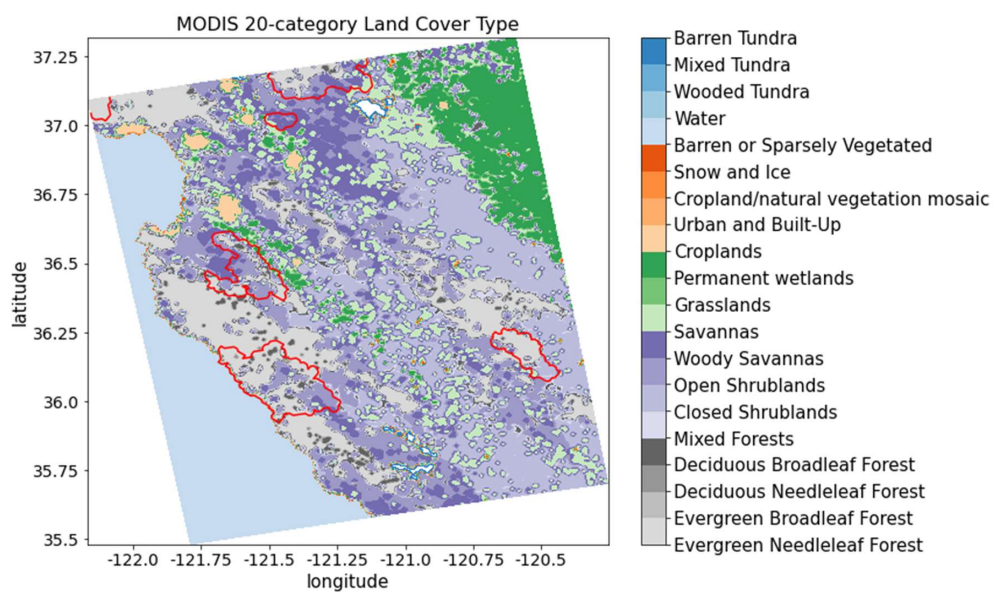 MODIS 20-category Land Cover Type
37.25
37.0
36.75
36.5
36.25
36.0
35.75
35.5
latitude
-122.0
-121.75
-121.5
-121.25
-121.0
-120.75
-120.5
longitude
Barren Tundra
Mixed Tundra
Wooded Tundra
Water
Barren or Sparsely Vegetated
Snow and Ice
Cropland/natural vegetation mosaic
Urban and Built-Up
Croplands
Permanent wetlands
Grasslands
Savannas
Woody Savannas
Open Shrublands
Closed Shrublands
Mixed Forests
Deciduous Broadleaf Forest
Deciduous Needleleaf Forest
Evergreen Broadleaf Forest
Evergreen Needleleaf Forest